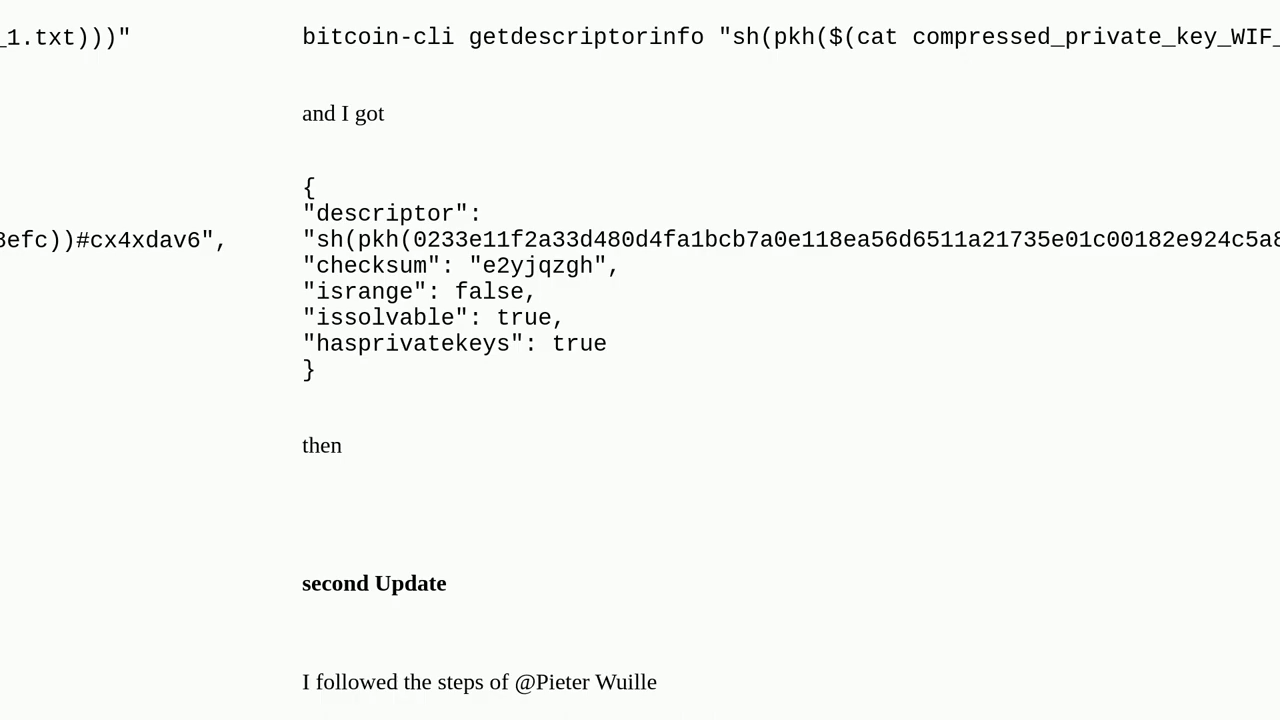 _1.txt)))"
bitcoin-cli getdescriptorinfo "sh(pkh($(cat compressed_private_key_WIF_
and I got
{
"descriptor":
8efc))#cx4xdav6",
"sh(pkh(0233e11f2a33d480d4fa1bcb7a0e118ea56d6511a21735e01c00182e924c5a8
"checksum": "e2yjqzgh",
"isrange": false,
"issolvable": true,
"hasprivatekeys": true
}
then
second Update
I followed the steps of @Pieter Wuille